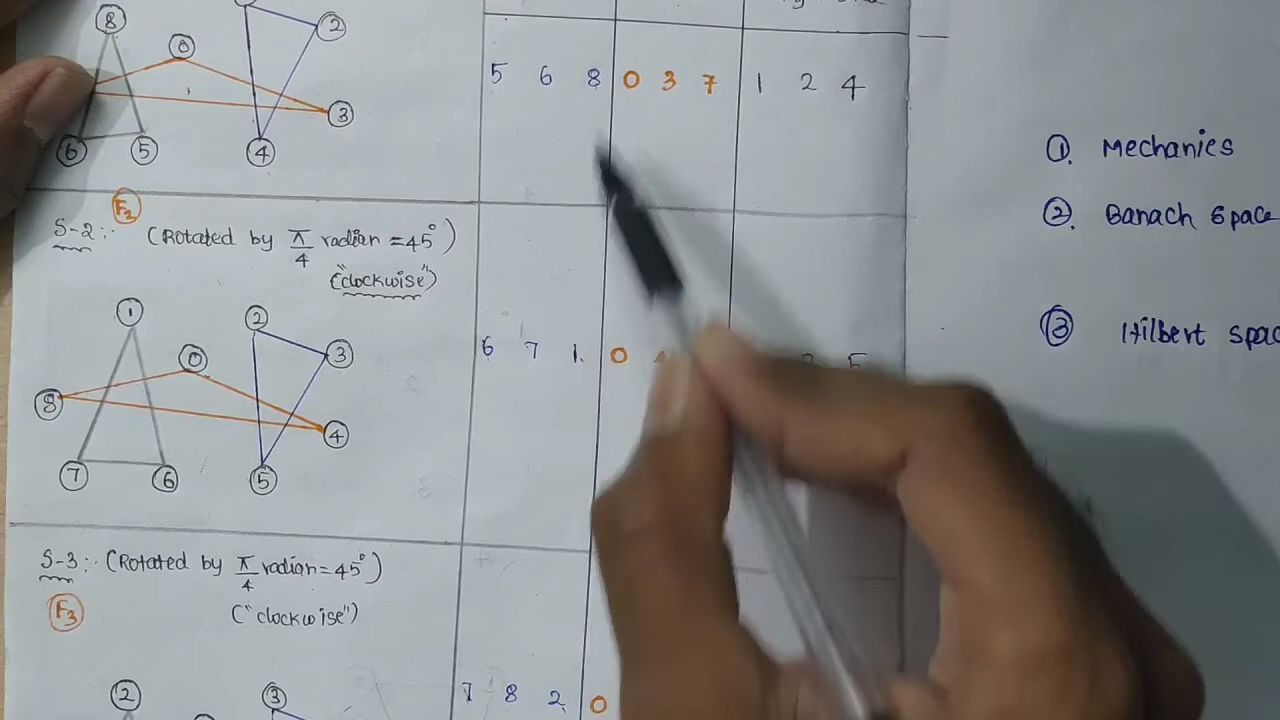 8
2
0
3
6
5
4
5 6 8 0 3 7 1 2 4
F2
S-2:- (Rotated by π/4 radian = 45°)
("clockwise")
1
2
0
3
8
4
7
6
5
6 7 1. 0
S-3:- (Rotated by π/4 radian = 45°)
F3
("clockwise")
2
3
7 8 2, 0
①. Mechanics
②. Banach Space
③ Hilbert Spac